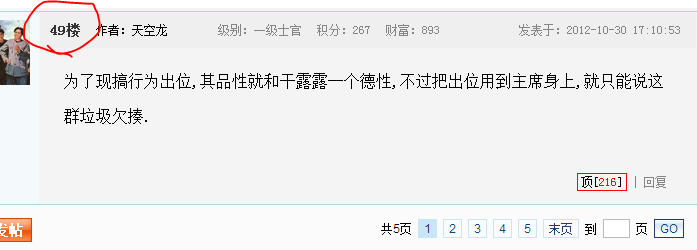 49楼 作者：天空龙 级别：一级士官 积分：267 财富：893 发表于：2012-10-30 17:10:53
为了现搞行为出位,其品性就和干露露一个德性,不过把出位用到主席身上,就只能说这
群垃圾欠揍.
顶[216] | 回复
发帖
共5页 1 2 3 4 5 末页 到 页 GO